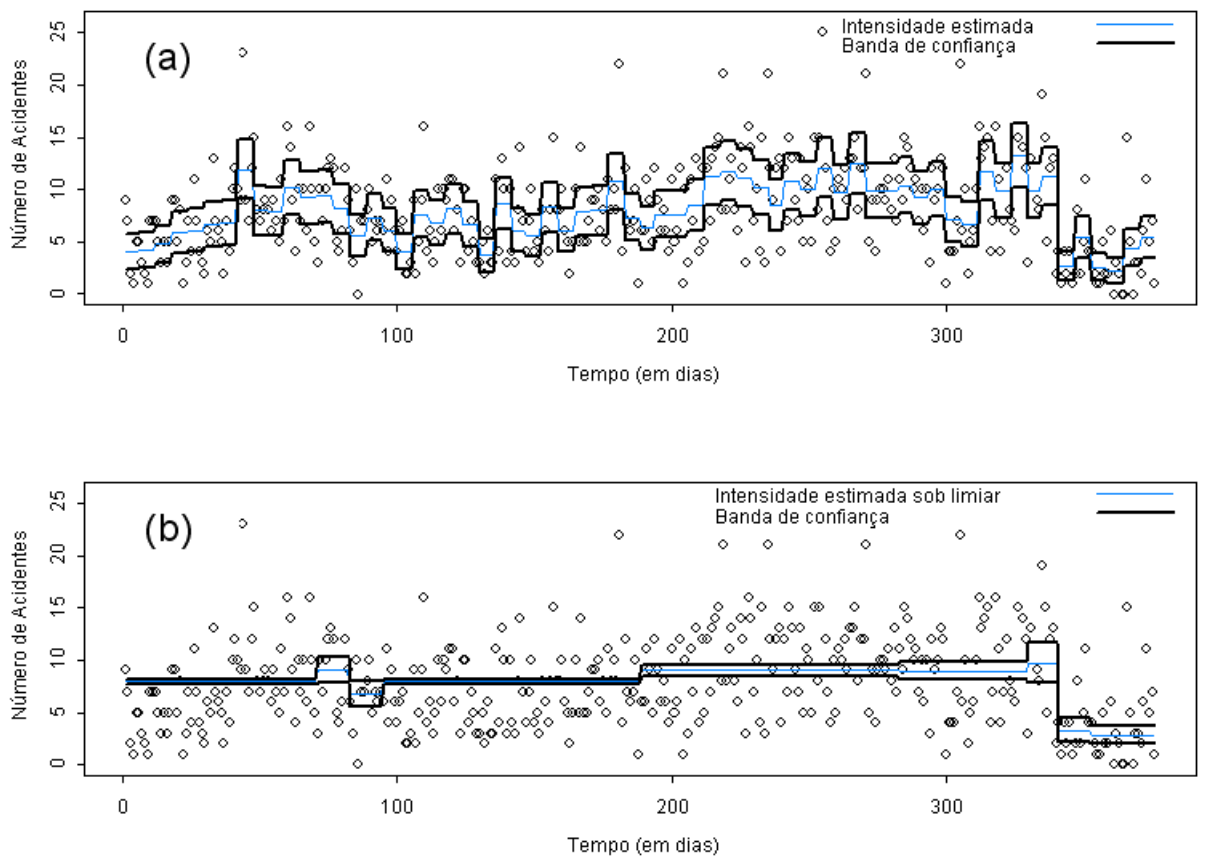 (a)
Intensidade estimada
Banda de confiança
Número de Acidentes
25
20
15
10
5
0
0 100 200 300
Tempo (em dias)
(b)
Intensidade estimada sob limiar
Banda de confiança
Número de Acidentes
25
20
15
10
5
0
0 100 200 300
Tempo (em dias)